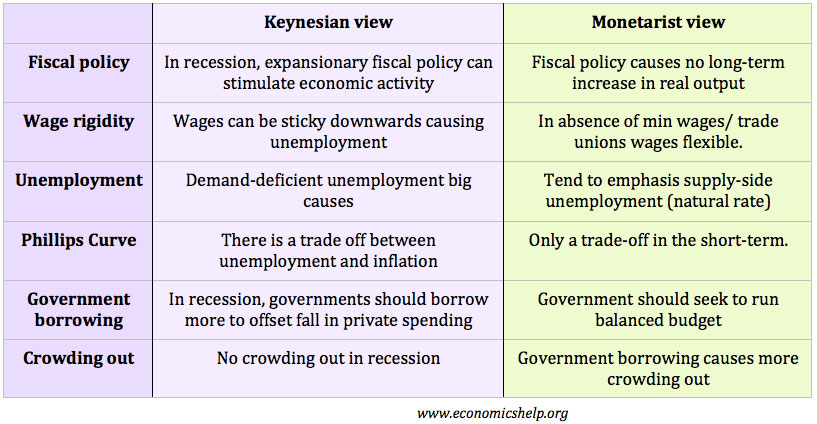 Keynesian view Monetarist view
Fiscal policy
In recession, expansionary fiscal policy can
stimulate economic activity
Fiscal policy causes no long-term
increase in real output
Wage rigidity
Wages can be sticky downwards causing
unemployment
In absence of min wages/ trade
unions wages flexible.
Unemployment
Demand-deficient unemployment big
causes
Tend to emphasis supply-side
unemployment (natural rate)
Phillips Curve
There is a trade off between
unemployment and inflation
Only a trade-off in the short-term.
Government
borrowing
In recession, governments should borrow
more to offset fall in private spending
Government should seek to run
balanced budget
Crowding out
No crowding out in recession
Government borrowing causes more
crowding out
www.economicshelp.org